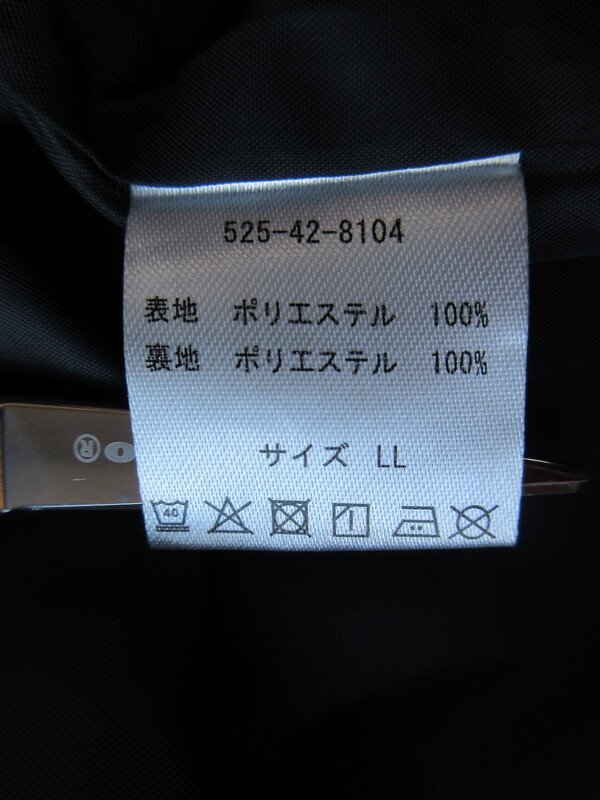 525-42-8104
表地 ポリエステル 100%
裏地 ポリエステル 100%
サイズ LL
40